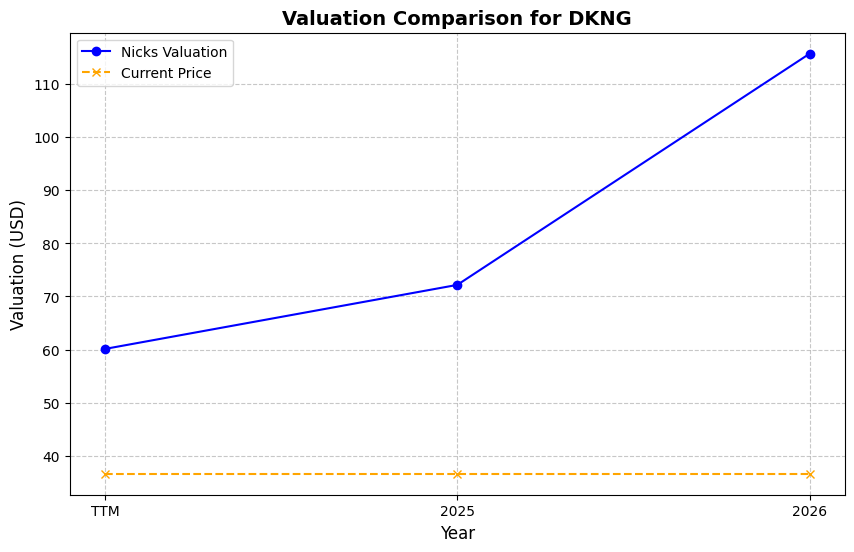 Valuation Comparison for DKNG
Nicks Valuation
Current Price
Valuation (USD)
110
100
90
80
70
60
50
40
TTM
2025
2026
Year